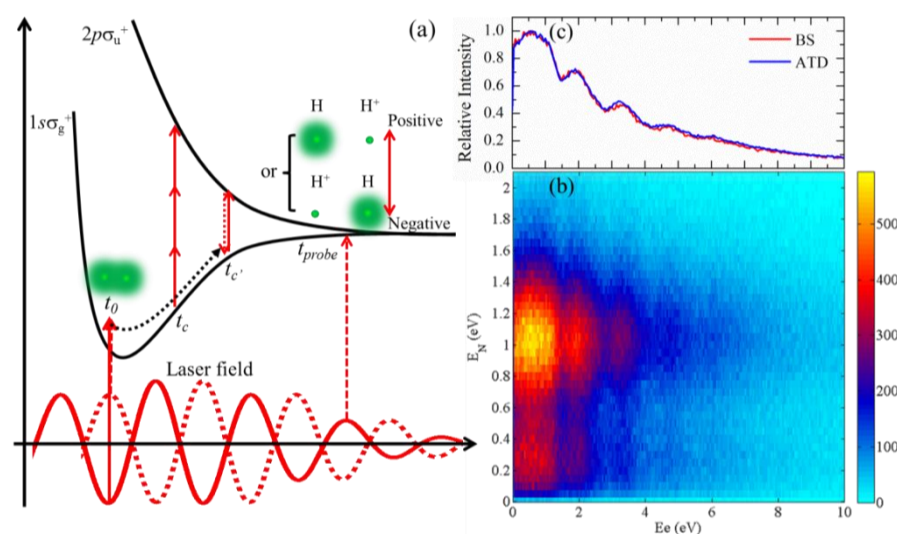 (a)
2pσu+
1sσg+
H H+
or
H+ H
Positive
Negative
t0
tc
tc'
tprobe
Laser field
(c)
BS
ATD
Relative Intensity
1.0
0.8
0.6
0.4
0.2
0.0
(b)
E_N (eV)
2
1.8
1.6
1.4
1.2
1
0.8
0.6
0.4
0.2
0
0 2 4 6 8 10
Ee (eV)
500
400
300
200
100
0